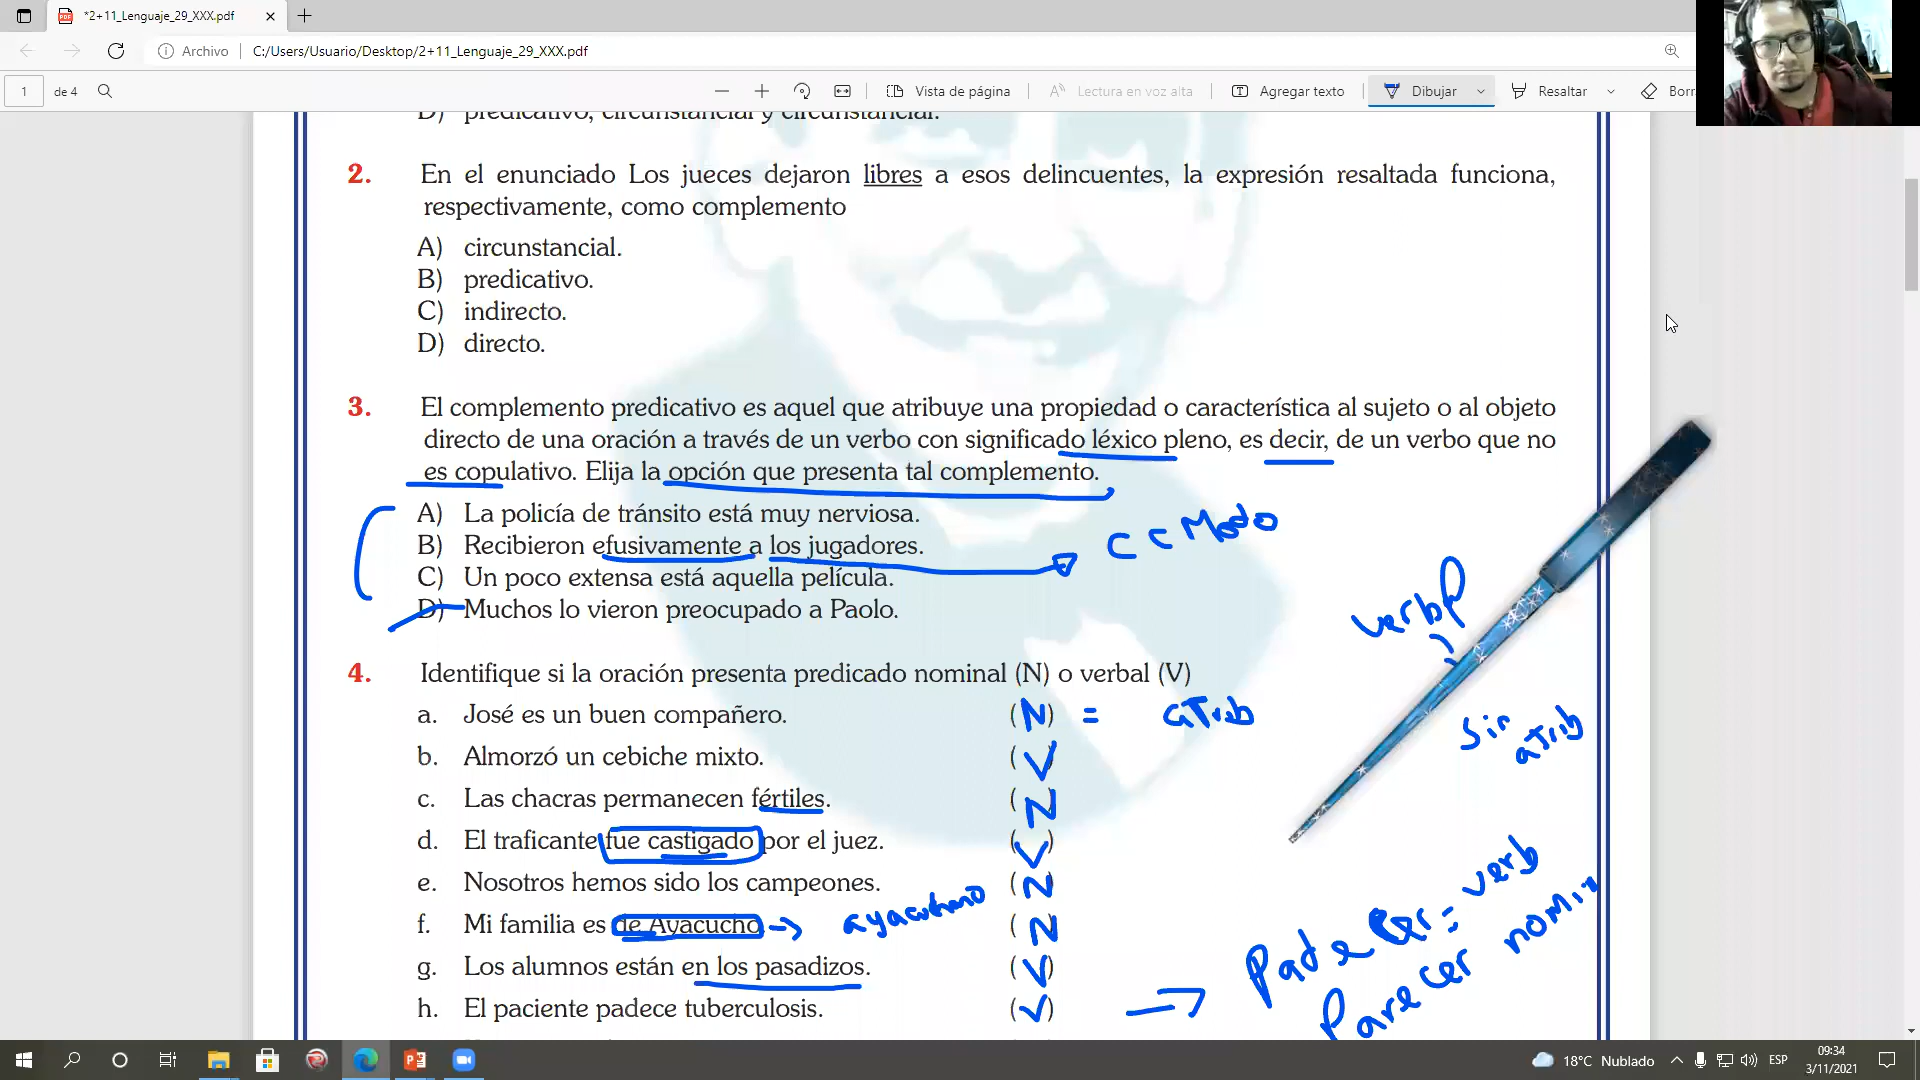 *2+11_Lenguaje_29_XXX.pdf
Archivo C:/Users/Usuario/Desktop/2+11_Lenguaje_29_XXX.pdf
1 de 4 Vista de página Lectura en voz alta Agregar texto Dibujar Resaltar Borr
D) predicativo, circunstancial y circunstancial.
2. En el enunciado Los jueces dejaron libres a esos delincuentes, la expresión resaltada funciona,
respectivamente, como complemento
A) circunstancial.
B) predicativo.
C) indirecto.
D) directo.
3. El complemento predicativo es aquel que atribuye una propiedad o característica al sujeto o al objeto
directo de una oración a través de un verbo con significado léxico pleno, es decir, de un verbo que no
es copulativo. Elija la opción que presenta tal complemento.
A) La policía de tránsito está muy nerviosa.
B) Recibieron efusivamente a los jugadores.
CC Modo
C) Un poco extensa está aquella película.
D) Muchos lo vieron preocupado a Paolo.
4. Identifique si la oración presenta predicado nominal (N) o verbal (V)
a. José es un buen compañero. (N) = atrib
b. Almorzó un cebiche mixto. (V)
sin
atrib
c. Las chacras permanecen fértiles. (N)
d. El traficante fue castigado por el juez. (V)
e. Nosotros hemos sido los campeones. (N)
f. Mi familia es de Ayacucho. → (N)
g. Los alumnos están en los pasadizos. (V)
h. El paciente padece tuberculosis. (V) →
Padecer = verb
Parecer nomin
18°C Nublado ESP 09:34
3/11/2021